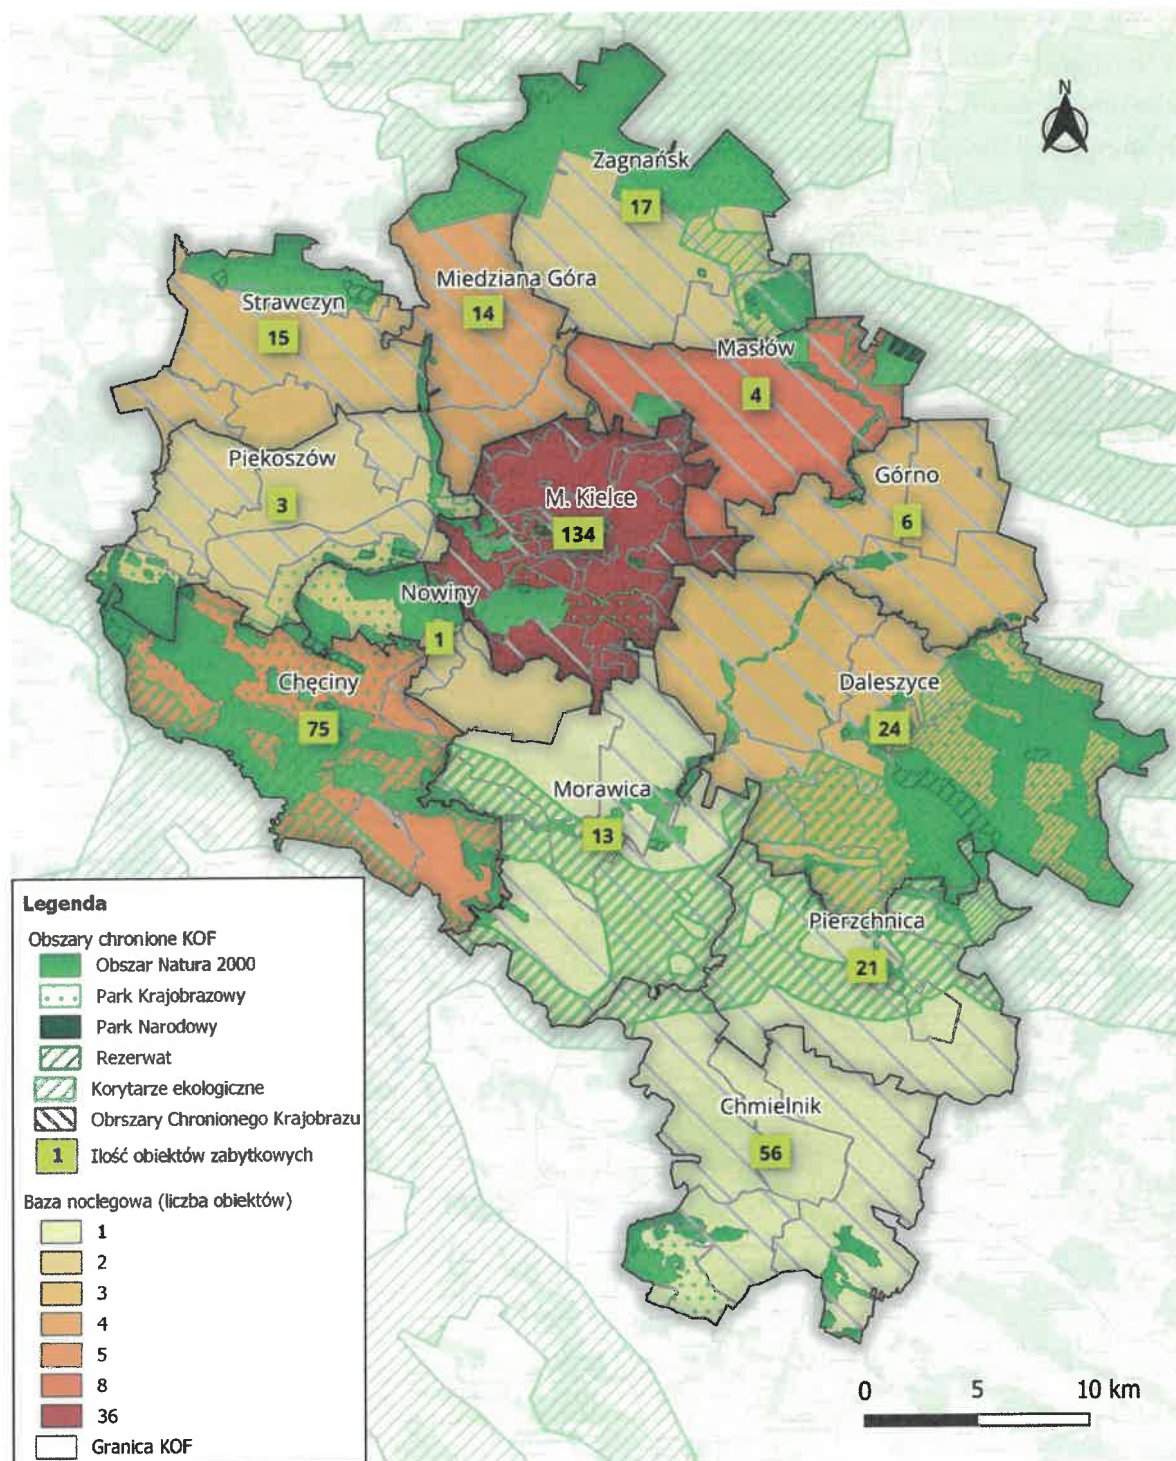 N
Zagnańsk
17
Miedziana Góra
14
Strawczyn
15
Masłów
4
Piekoszów
3
Górno
6
M. Kielce
134
Nowiny
1
Chęciny
75
Daleszyce
24
Morawica
13
Pierzchnica
21
Chmielnik
56
Legenda
Obszary chronione KOF
Obszar Natura 2000
Park Krajobrazowy
Park Narodowy
Rezerwat
Korytarze ekologiczne
Obrszary Chronionego Krajobrazu
1 Ilość obiektów zabytkowych
Baza noclegowa (liczba obiektów)
1
2
3
4
5
8
36
Granica KOF
0 5 10 km